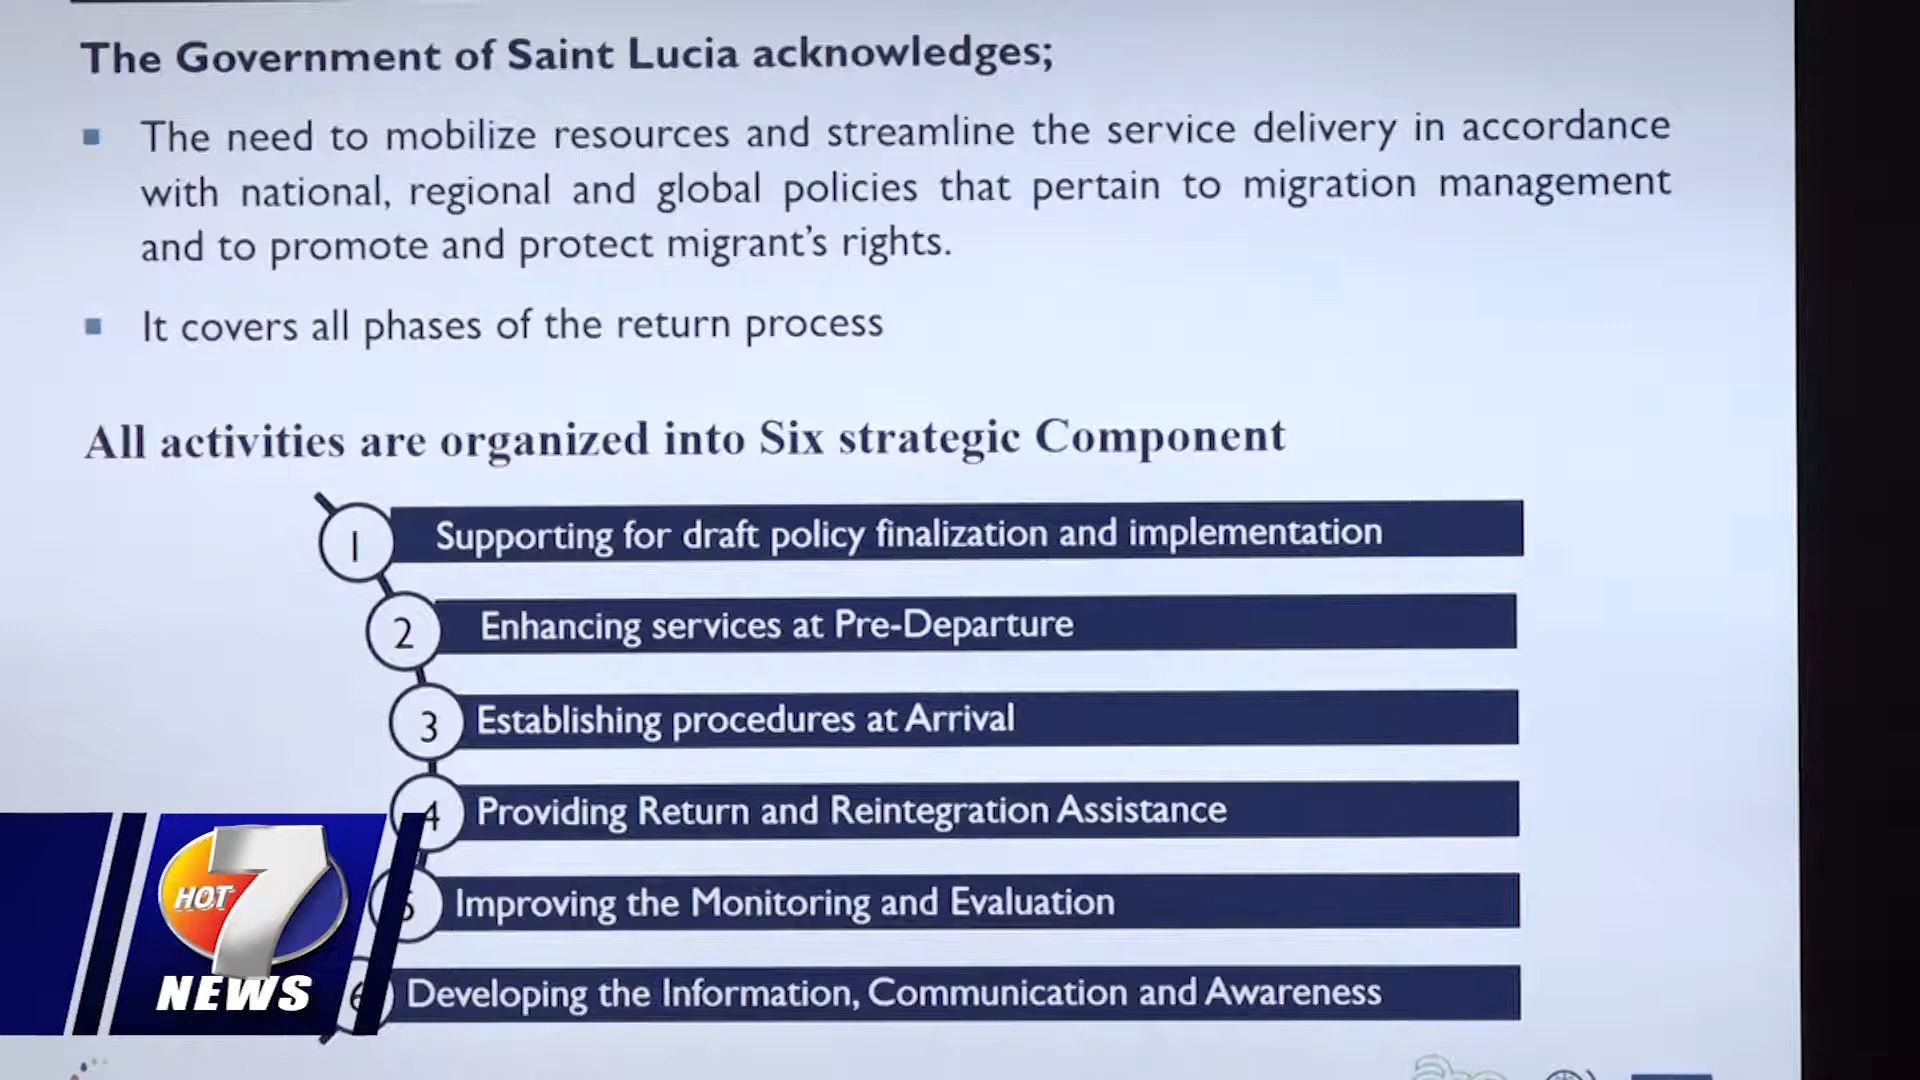 The Government of Saint Lucia acknowledges;
The need to mobilize resources and streamline the service delivery in accordance
with national, regional and global policies that pertain to migration management
and to promote and protect migrant's rights.
It covers all phases of the return process
All activities are organized into Six strategic Component
1 Supporting for draft policy finalization and implementation
2 Enhancing services at Pre-Departure
3 Establishing procedures at Arrival
4 Providing Return and Reintegration Assistance
5 Improving the Monitoring and Evaluation
6 Developing the Information, Communication and Awareness
HOT 7
NEWS